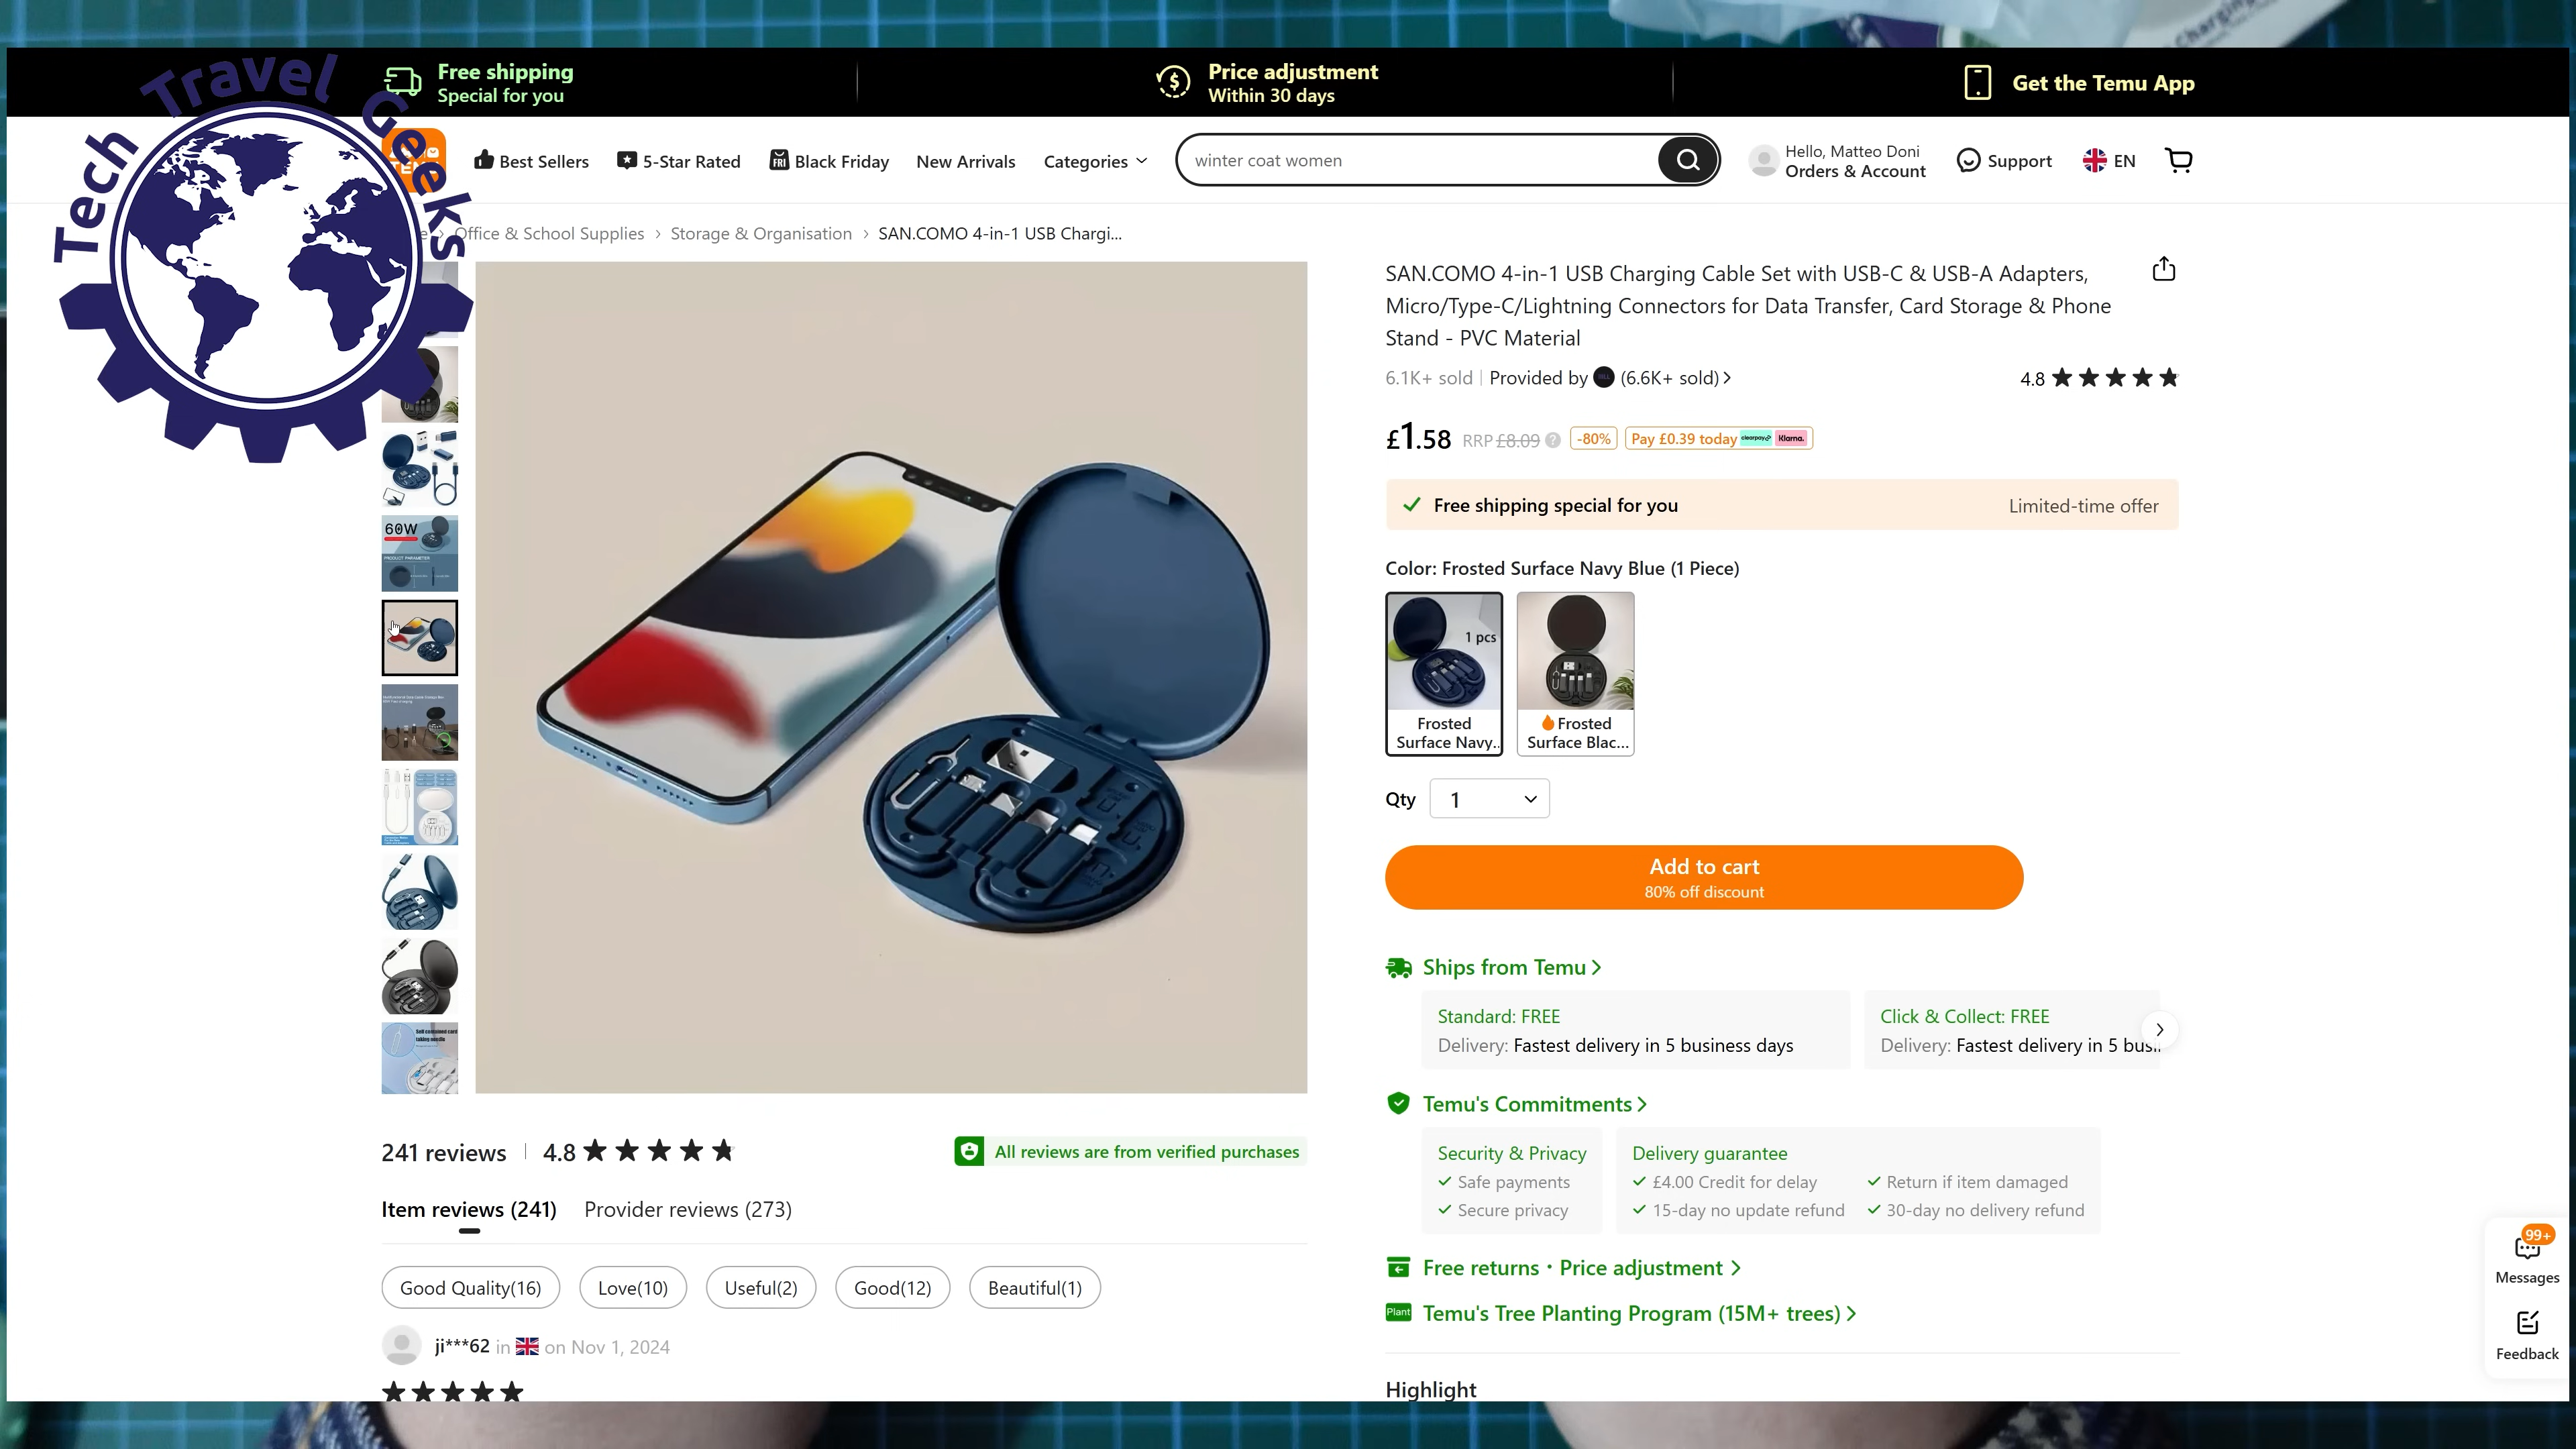 Charging
Tech Travel Geeks
Free shipping
Special for you
Price adjustment
Within 30 days
Get the Temu App
Best Sellers
5-Star Rated
FRI
Black Friday
New Arrivals
Categories
winter coat women
Hello, Matteo Doni
Orders & Account
Support
EN
Office & School Supplies › Storage & Organisation › SAN.COMO 4-in-1 USB Chargi...
SAN.COMO 4-in-1 USB Charging Cable Set with USB-C & USB-A Adapters,
Micro/Type-C/Lightning Connectors for Data Transfer, Card Storage & Phone
Stand - PVC Material
6.1K+ sold | Provided by (6.6K+ sold)
4.8
£1.58 RRP £8.09 ? -80% Pay £0.39 today clearpay Klarna.
Free shipping special for you
Limited-time offer
60W
PRODUCT PARAMETER
Color: Frosted Surface Navy Blue (1 Piece)
1 pcs
Frosted
Surface Navy..
Frosted
Surface Blac...
Qty 1
Add to cart
80% off discount
Ships from Temu
Standard: FREE
Delivery: Fastest delivery in 5 business days
Click & Collect: FREE
Delivery: Fastest delivery in 5 bus..
Temu's Commitments
Security & Privacy
Safe payments
Secure privacy
Delivery guarantee
£4.00 Credit for delay
Return if item damaged
15-day no update refund
30-day no delivery refund
Free returns · Price adjustment
Plant
Temu's Tree Planting Program (15M+ trees)
Highlight
241 reviews | 4.8
All reviews are from verified purchases
Item reviews (241)
Provider reviews (273)
Good Quality(16)
Love(10)
Useful(2)
Good(12)
Beautiful(1)
ji***62 in on Nov 1, 2024
99+
Messages
Feedback